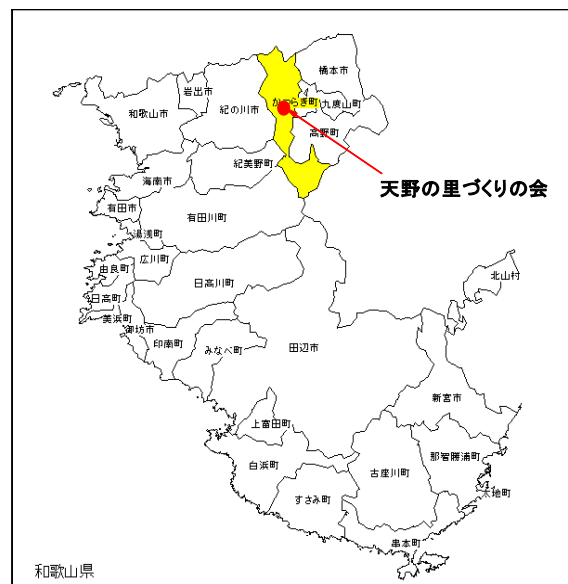 橋本市
岩出市
かつらぎ町
九度山町
和歌山市
紀の川市
高野町
紀美野町
天野の里づくりの会
海南市
有田市
有田川町
湯浅町
広川町
由良町
北山村
日高川町
日高町
美浜町
御坊市
印南町
みなべ町
田辺市
新宮市
上富田町
那智勝浦町
白浜町
古座川町
太地町
すさみ町
串本町
和歌山県